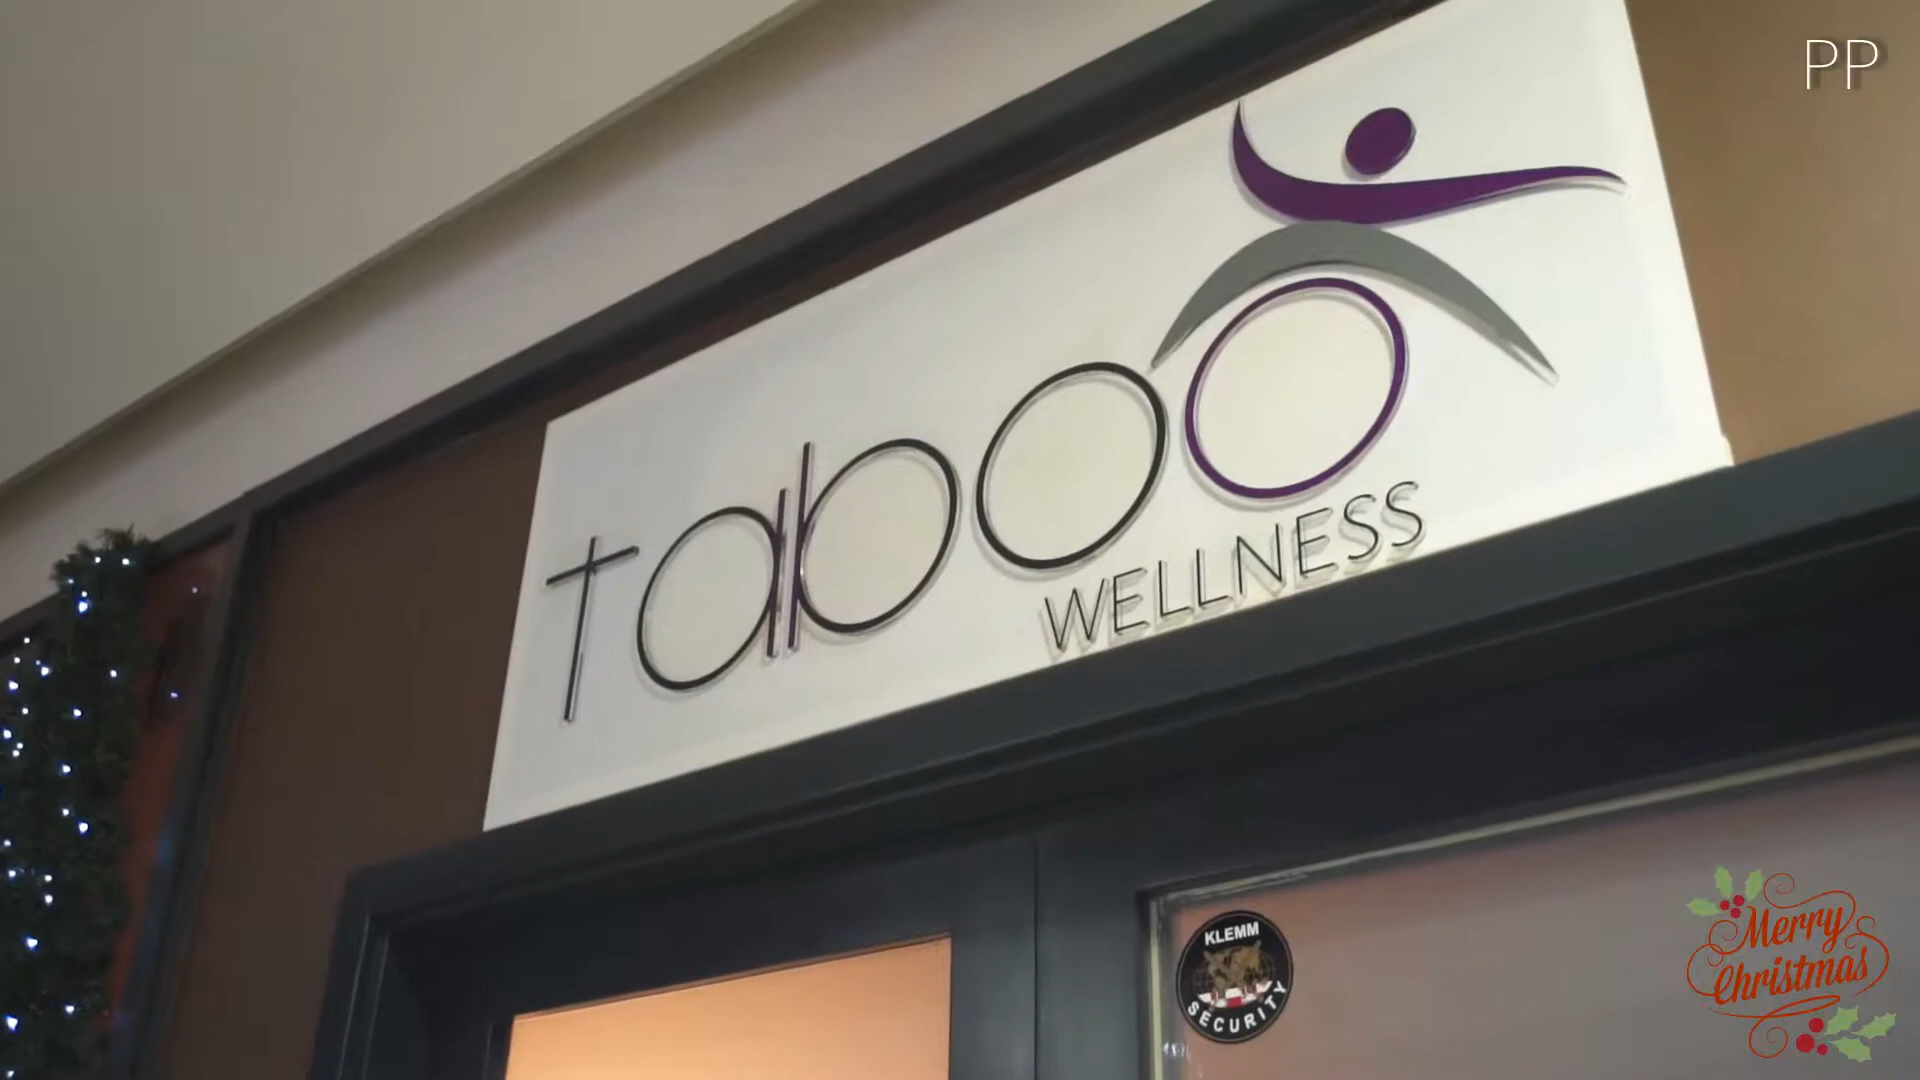 PP
taboo
WELLNESS
KLEMM
SECURITY
Merry
Christmas